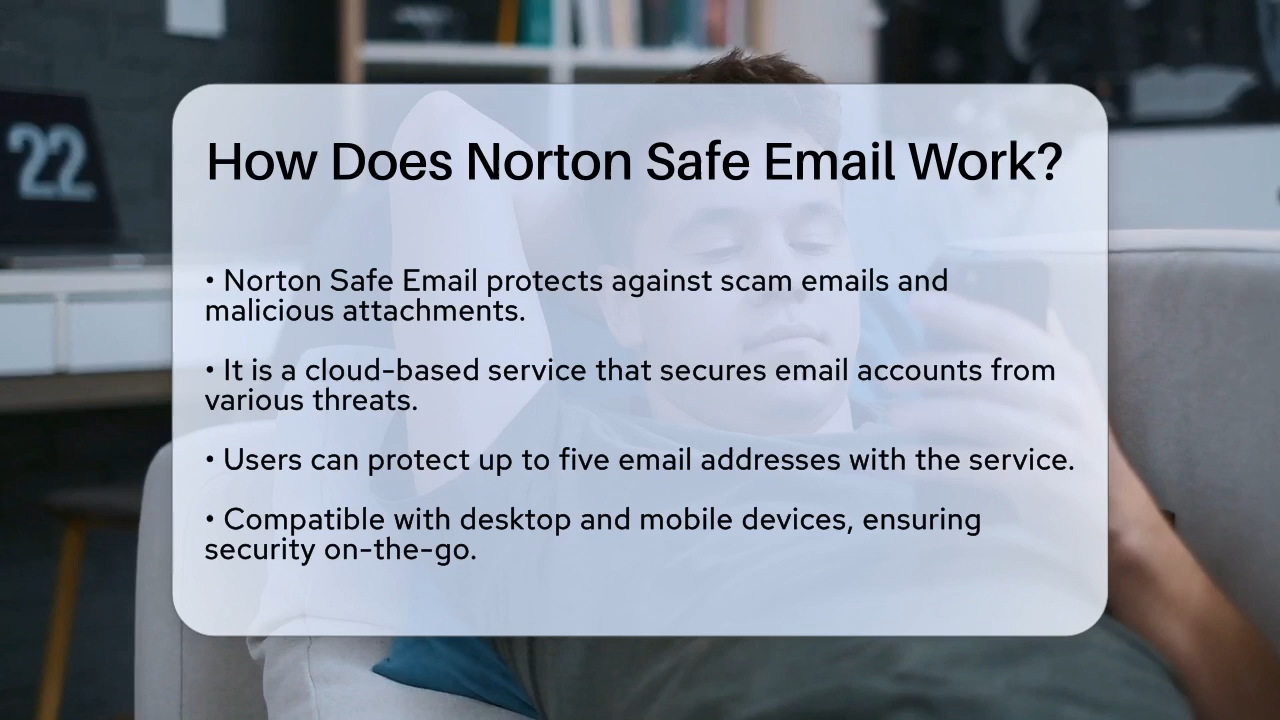 22
How Does Norton Safe Email Work?
• Norton Safe Email protects against scam emails and
malicious attachments.
• It is a cloud-based service that secures email accounts from
various threats.
• Users can protect up to five email addresses with the service.
• Compatible with desktop and mobile devices, ensuring
security on-the-go.